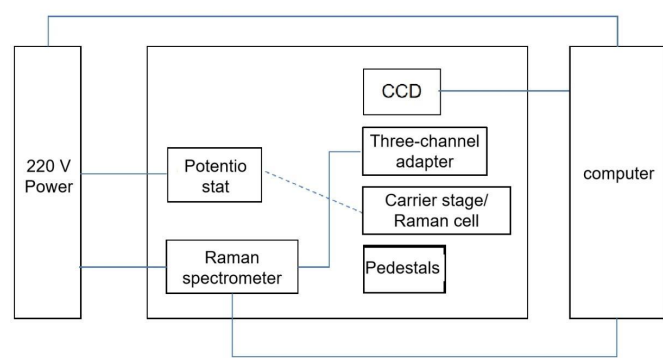 220 V
Power
Potentio
stat
Raman
spectrometer
CCD
Three-channel
adapter
Carrier stage/
Raman cell
Pedestals
computer